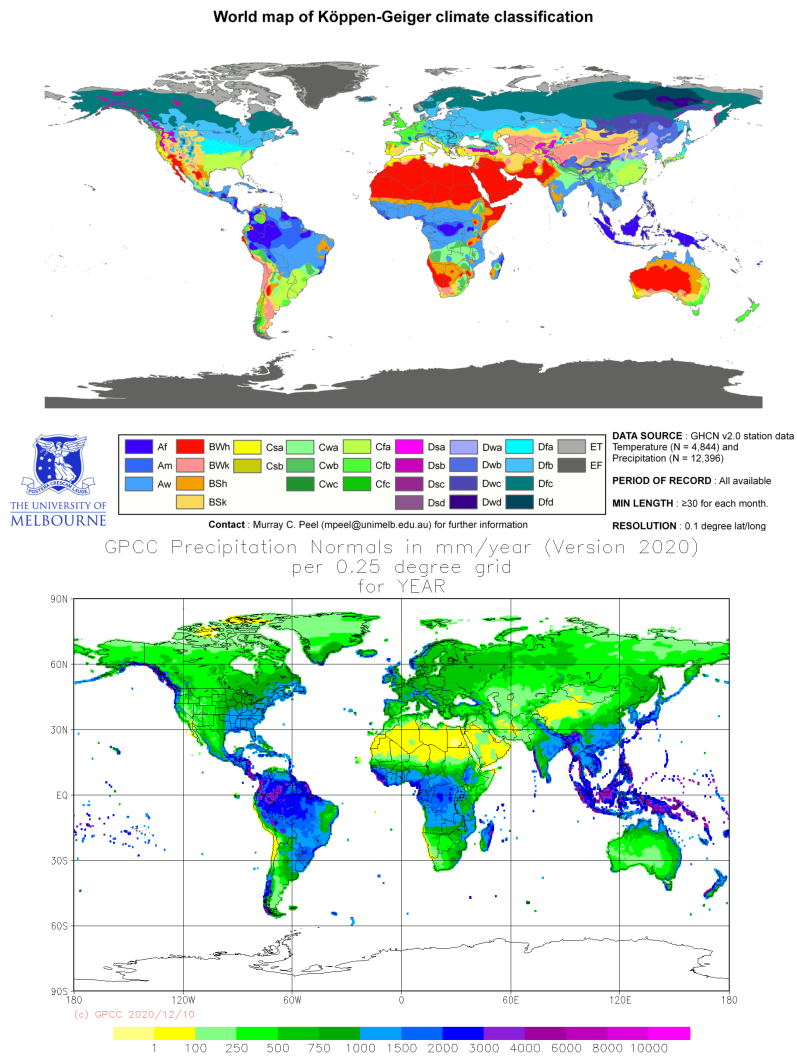 World map of Köppen-Geiger climate classification
THE UNIVERSITY OF
MELBOURNE
Af BWh Csa Cwa Cfa Dsa Dwa Dfa ET
Am BWk Csb Cwb Cfb Dsb Dwb Dfb EF
Aw BSh Cwc Cfc Dsc Dwc Dfc
BSk Dsd Dwd Dfd
Contact : Murray C. Peel (mpeel@unimelb.edu.au) for further information
DATA SOURCE : GHCN v2.0 station data
Temperature (N = 4,844) and
Precipitation (N = 12,396)
PERIOD OF RECORD : All available
MIN LENGTH : ≥30 for each month.
RESOLUTION : 0.1 degree lat/long
GPCC Precipitation Normals in mm/year (Version 2020)
per 0.25 degree grid
for YEAR
90N
60N
30N
EQ
30S
60S
90S
180 120W 60W 0 60E 120E 180
(c) GPCC 2020/12/10
1 100 250 500 750 1000 1500 2000 3000 4000 6000 8000 10000